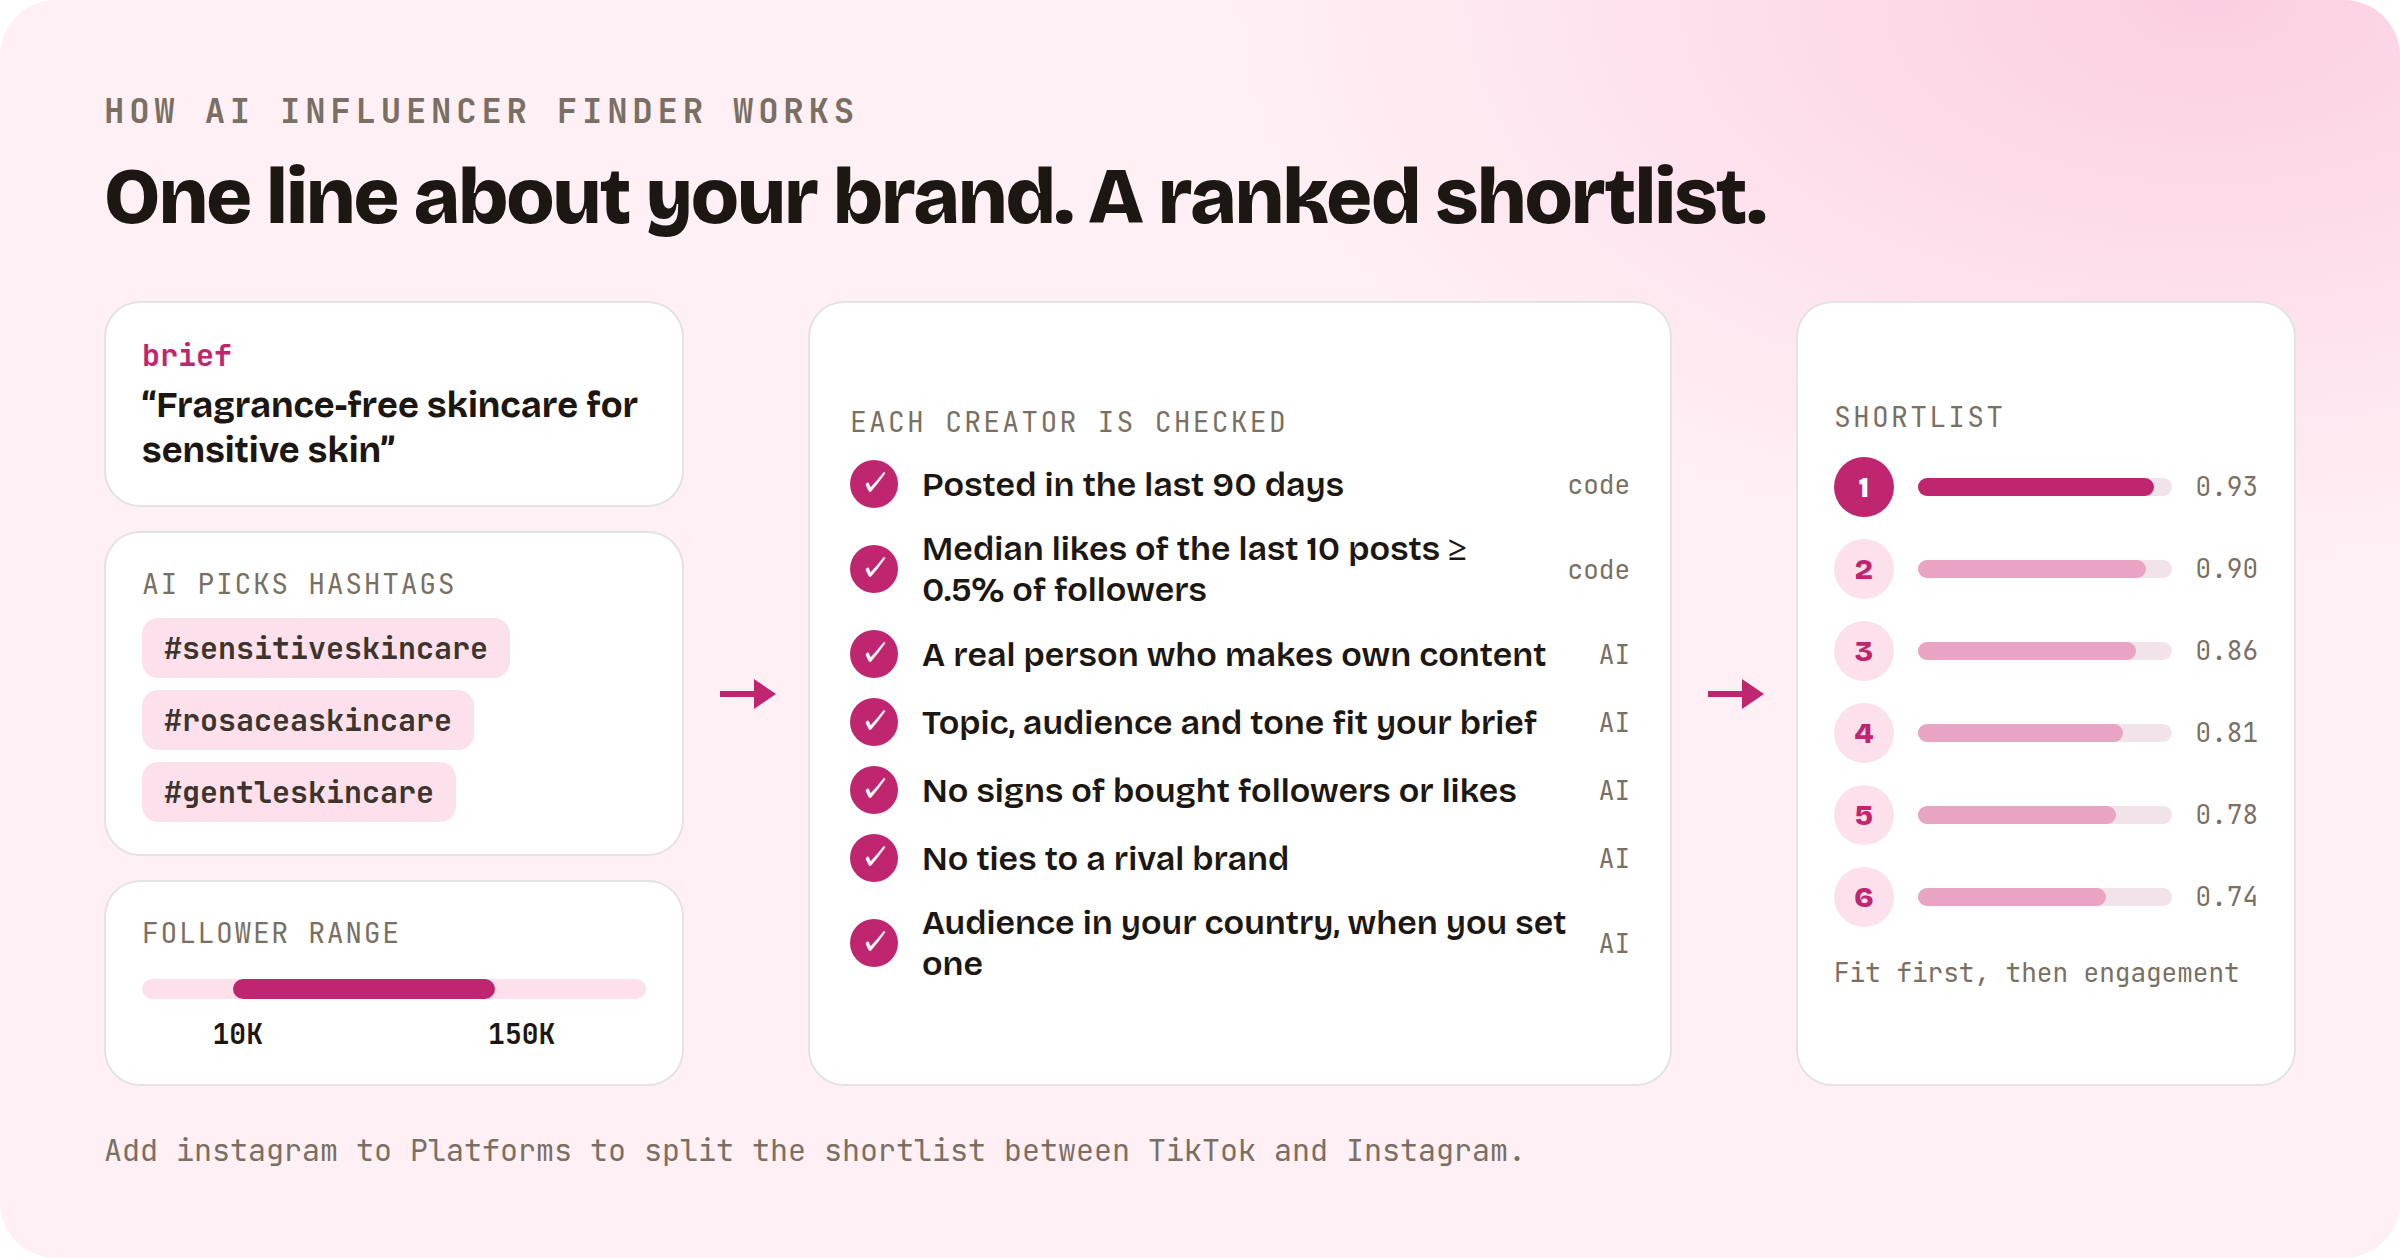 HOW AI INFLUENCER FINDER WORKS
One line about your brand. A ranked shortlist.
brief
“Fragrance-free skincare for
sensitive skin”
AI PICKS HASHTAGS
#sensitiveskincare
#rosaceaskincare
#gentleskincare
FOLLOWER RANGE
10K 150K
EACH CREATOR IS CHECKED
✓ Posted in the last 90 days code
✓ Median likes of the last 10 posts ≥
0.5% of followers code
✓ A real person who makes own content AI
✓ Topic, audience and tone fit your brief AI
✓ No signs of bought followers or likes AI
✓ No ties to a rival brand AI
✓ Audience in your country, when you set
one AI
SHORTLIST
1 0.93
2 0.90
3 0.86
4 0.81
5 0.78
6 0.74
Fit first, then engagement
Add instagram to Platforms to split the shortlist between TikTok and Instagram.